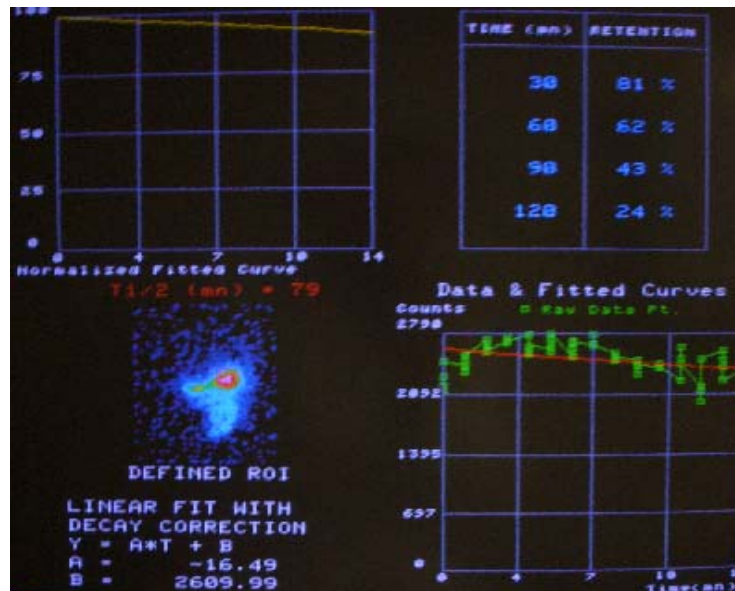 100
75
50
25
0
0 4 7 10 14
Normalized Fitted Curve
T1/2 (mn) = 79
TIME (mn) RETENTION
30 81 %
60 62 %
90 43 %
120 24 %
DEFINED ROI
LINEAR FIT WITH
DECAY CORRECTION
Y = A*T + B
A = -16.49
B = 2609.99
Data & Fitted Curves
Counts Raw Data Pt.
2790
2092
1395
697
0
0 4 7 10
Time(mn)